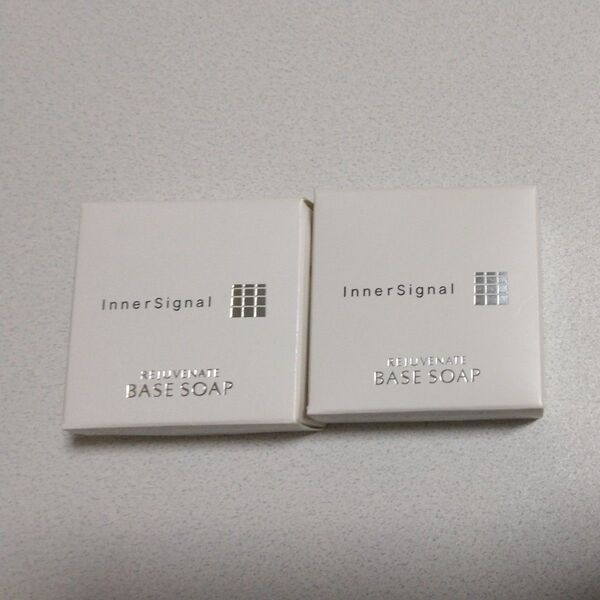 InnerSignal
REJUVENATE
BASE SOAP
InnerSignal
REJUVENATE
BASE SOAP